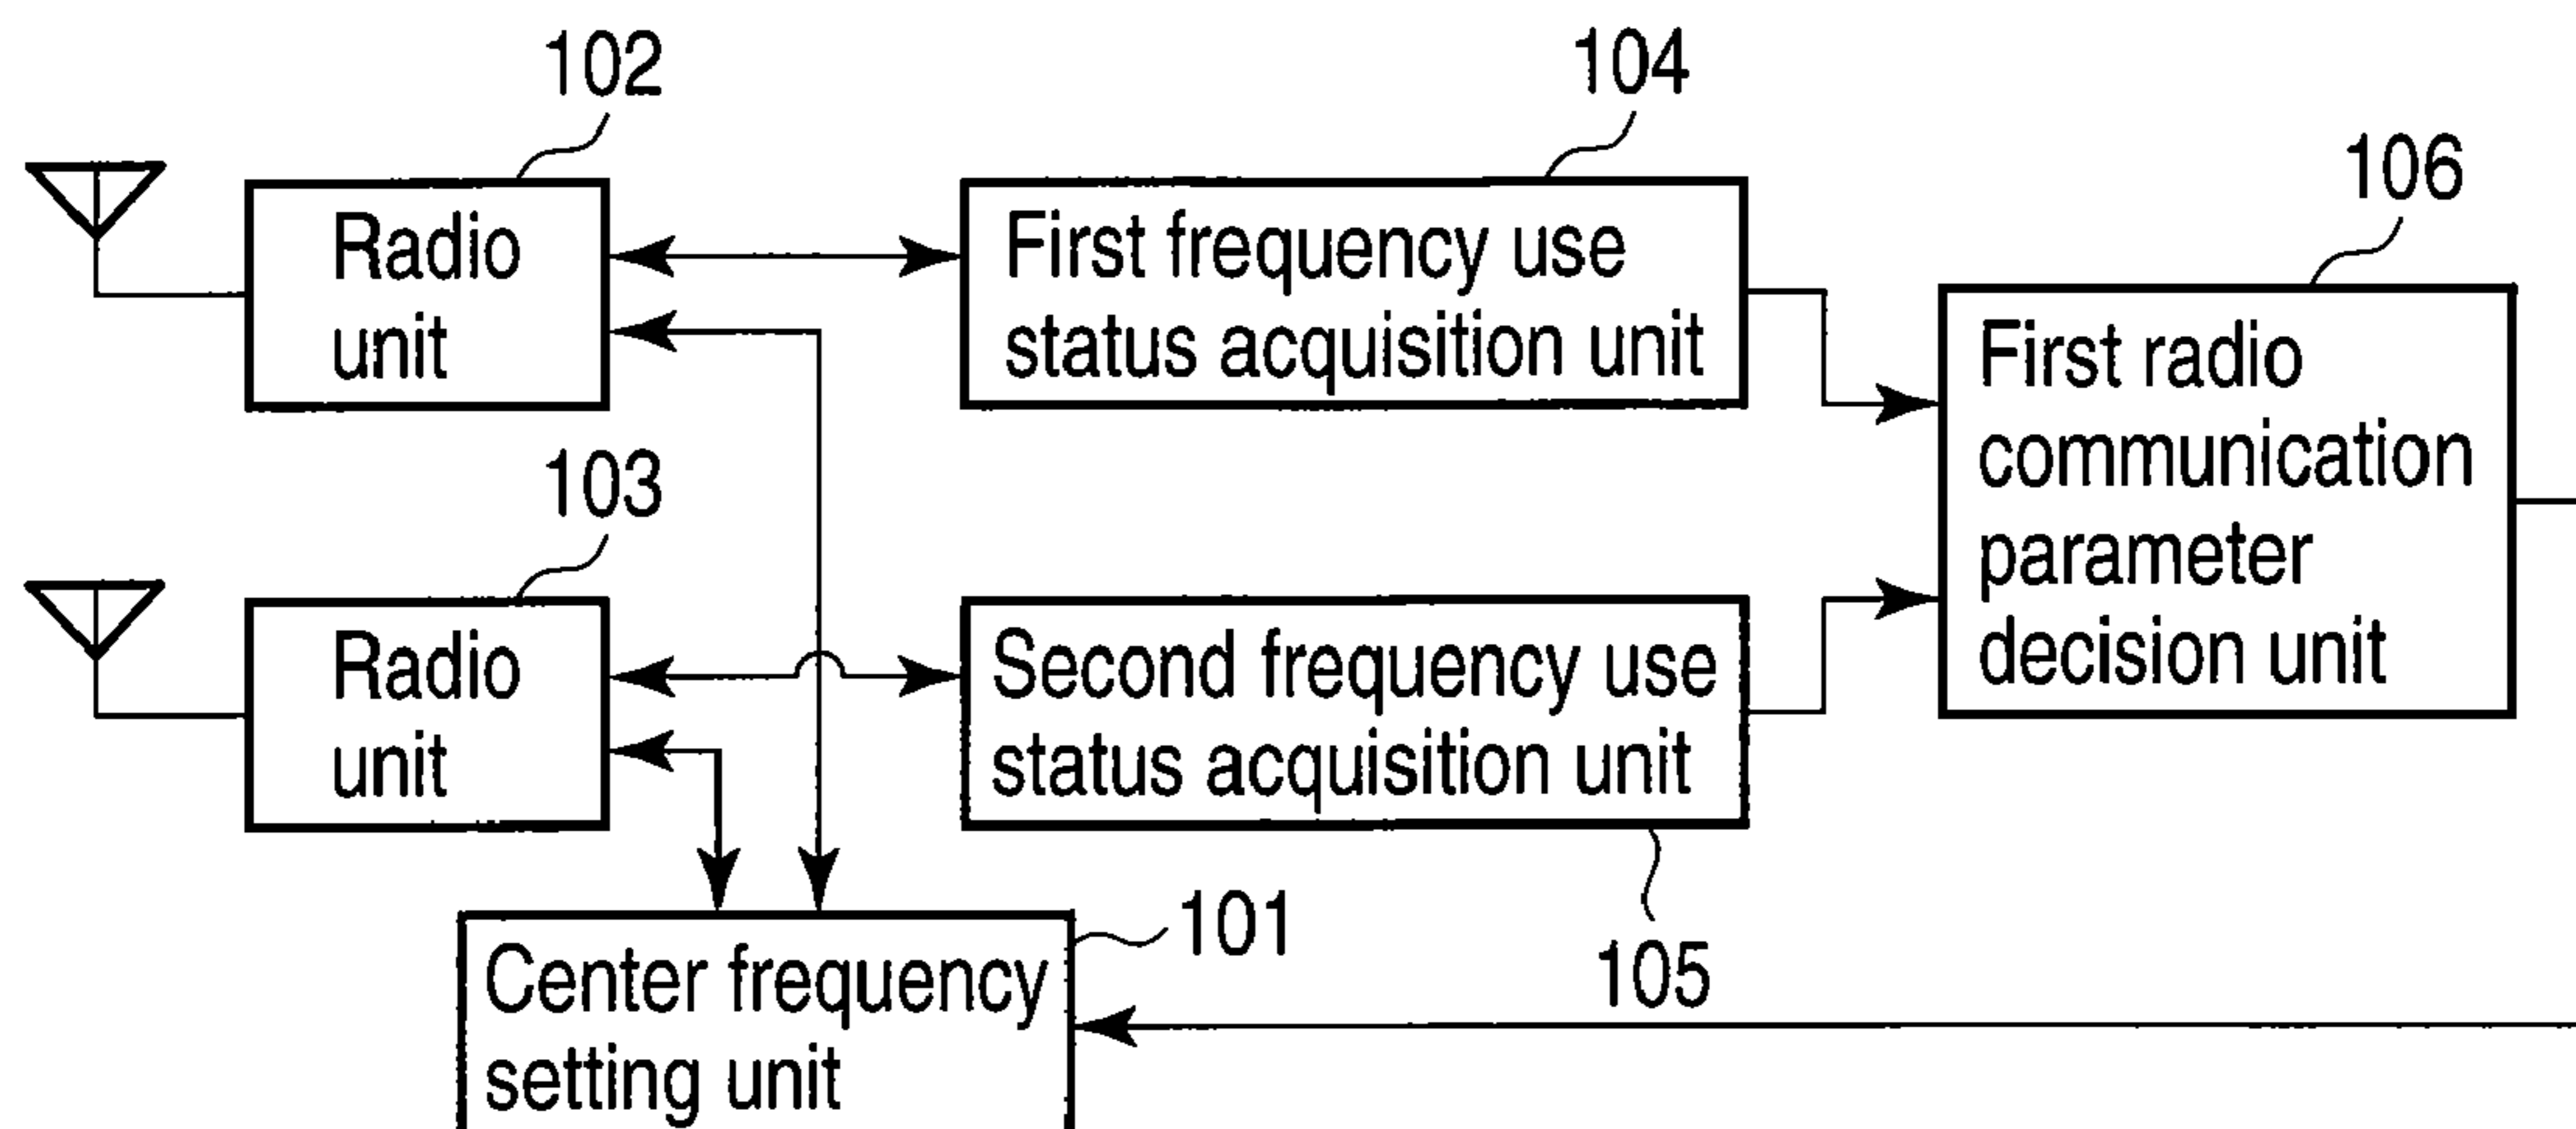 102
104
106
Radio
unit
First frequency use
status acquisition unit
First radio
communication
parameter
decision unit
103
Radio
unit
Second frequency use
status acquisition unit
101
105
Center frequency
setting unit